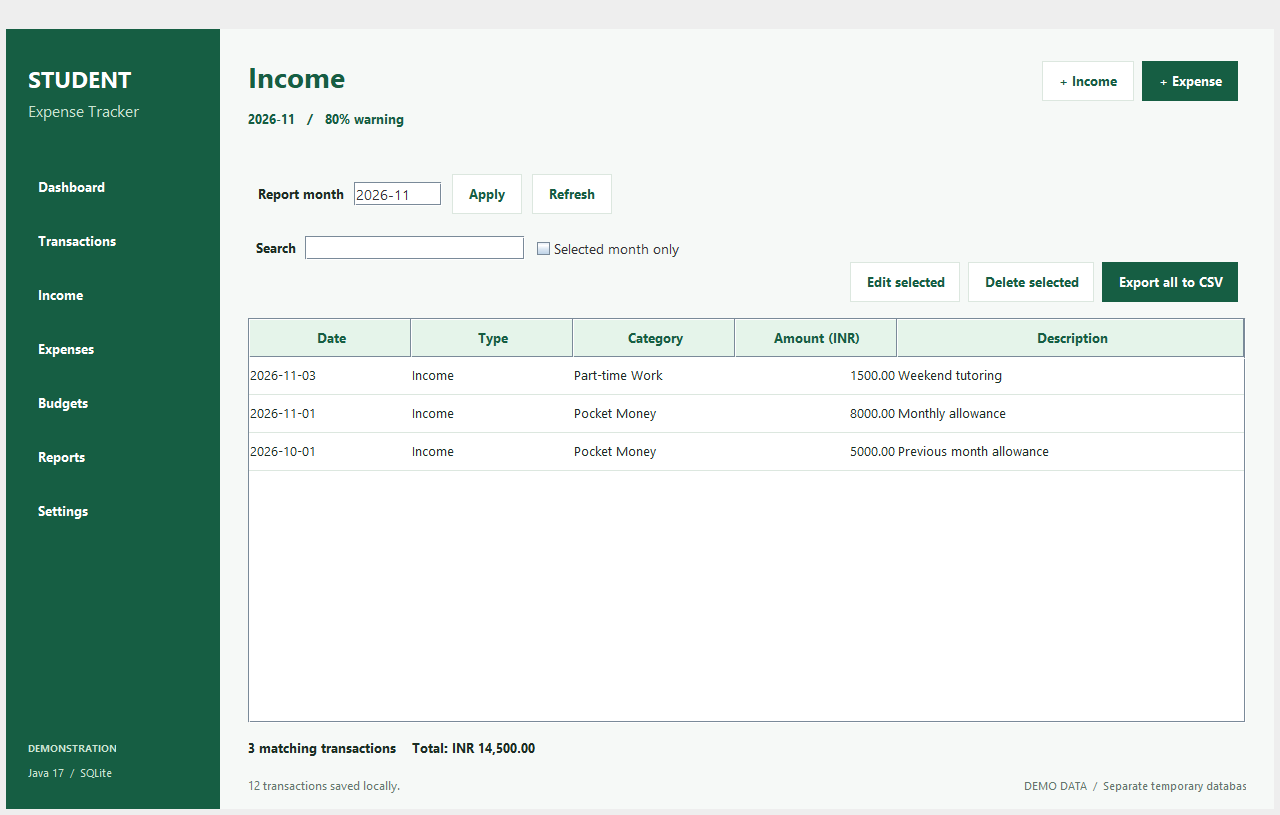 STUDENT
Expense Tracker
Dashboard
Transactions
Income
Expenses
Budgets
Reports
Settings
DEMONSTRATION
Java 17 / SQLite
Income
+ Income
+ Expense
2026-11 / 80% warning
Report month 2026-11 Apply Refresh
Search Selected month only
Edit selected Delete selected Export all to CSV
Date Type Category Amount (INR) Description
2026-11-03 Income Part-time Work 1500.00 Weekend tutoring
2026-11-01 Income Pocket Money 8000.00 Monthly allowance
2026-10-01 Income Pocket Money 5000.00 Previous month allowance
3 matching transactions Total: INR 14,500.00
12 transactions saved locally.
DEMO DATA / Separate temporary databas